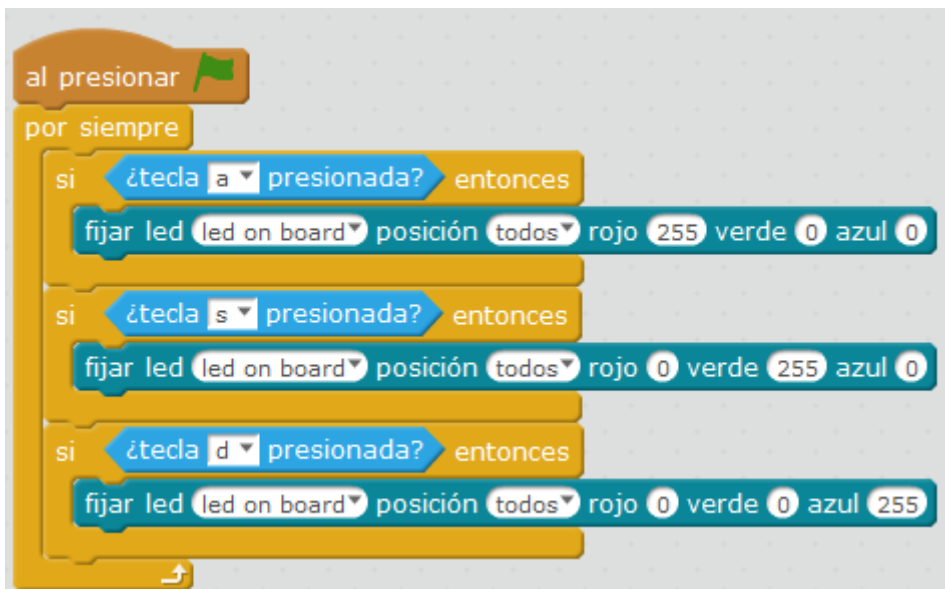 al presionar
por siempre
si ¿tecla a presionada? entonces
fijar led led on board posición todos rojo 255 verde 0 azul 0
si ¿tecla s presionada? entonces
fijar led led on board posición todos rojo 0 verde 255 azul 0
si ¿tecla d presionada? entonces
fijar led led on board posición todos rojo 0 verde 0 azul 255